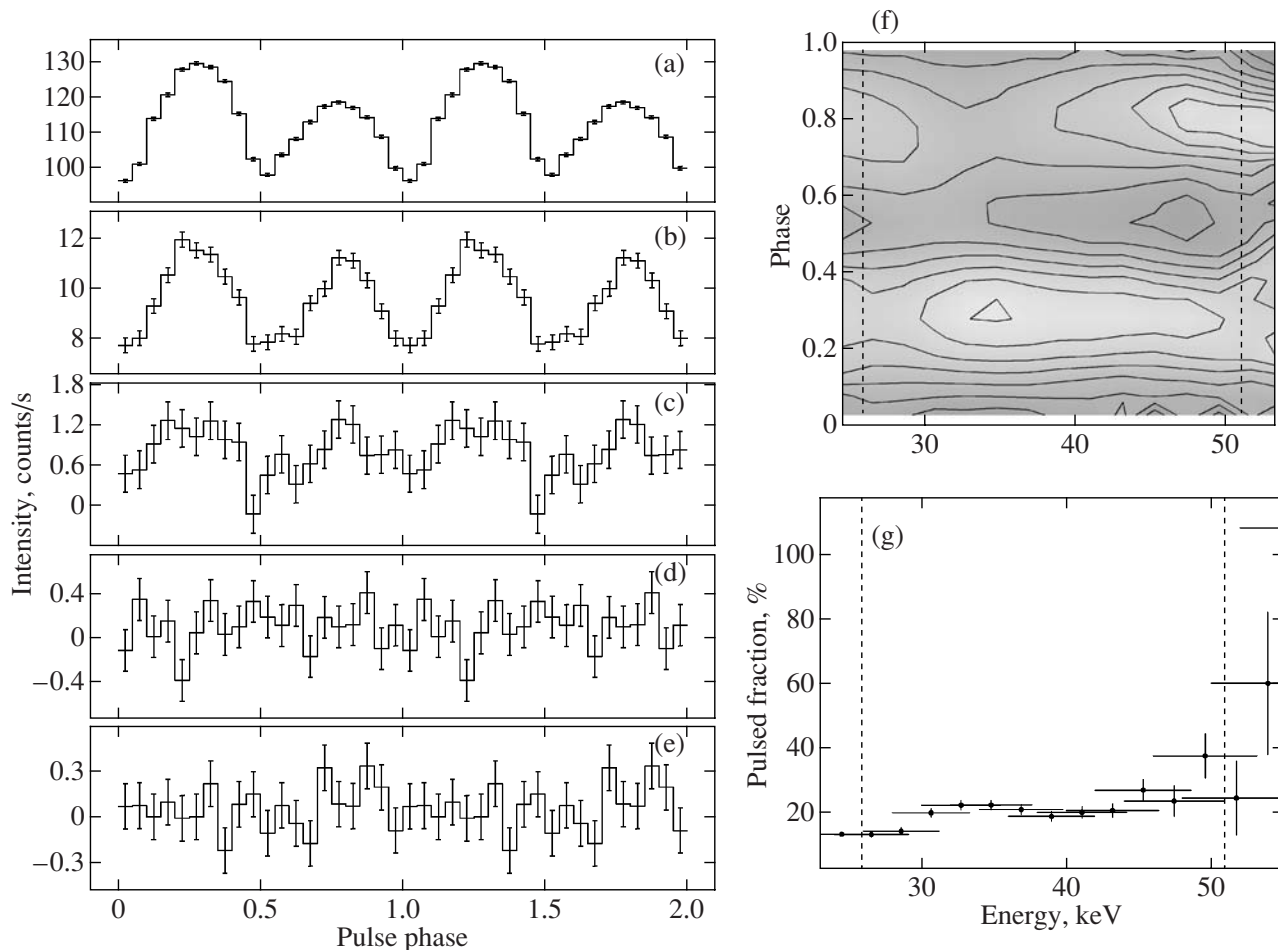 (a)
130
120
110
100
(b)
12
10
8
(c)
1.8
1.2
0.6
0
(d)
0.4
0
−0.4
(e)
0.3
0
−0.3
0 0.5 1.0 1.5 2.0
Pulse phase
Intensity, counts/s
(f)
1.0
0.8
0.6
0.4
0.2
0
30 40 50
Phase
(g)
100
80
60
40
20
30 40 50
Energy, keV
Pulsed fraction, %